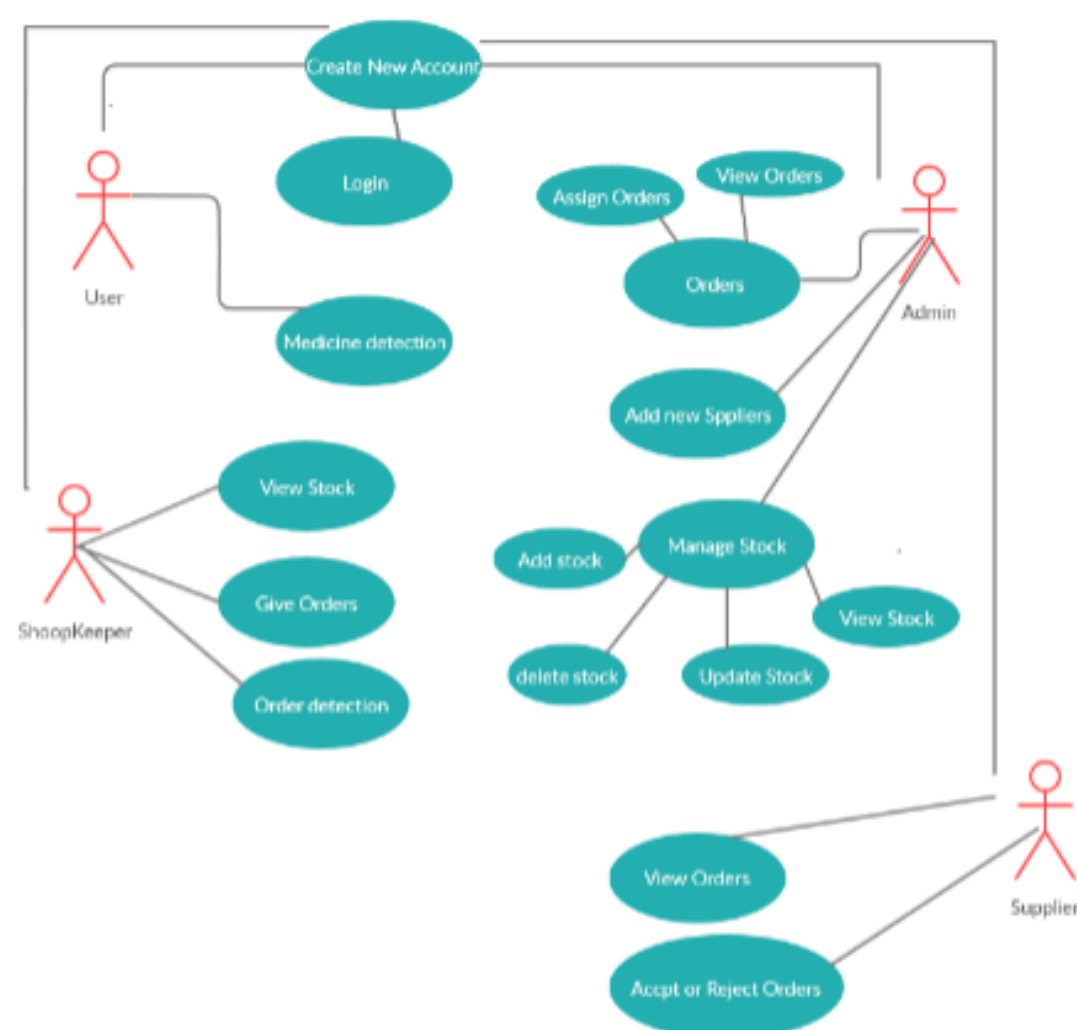 Create New Account
Login
View Orders
Assign Orders
Orders
User
Admin
Medicine detection
Add new Sppliers
View Stock
Manage Stock
Add stock
Give Orders
View Stock
ShoopKeeper
delete stock
Update Stock
Order detection
View Orders
Supplier
Accpt or Reject Orders